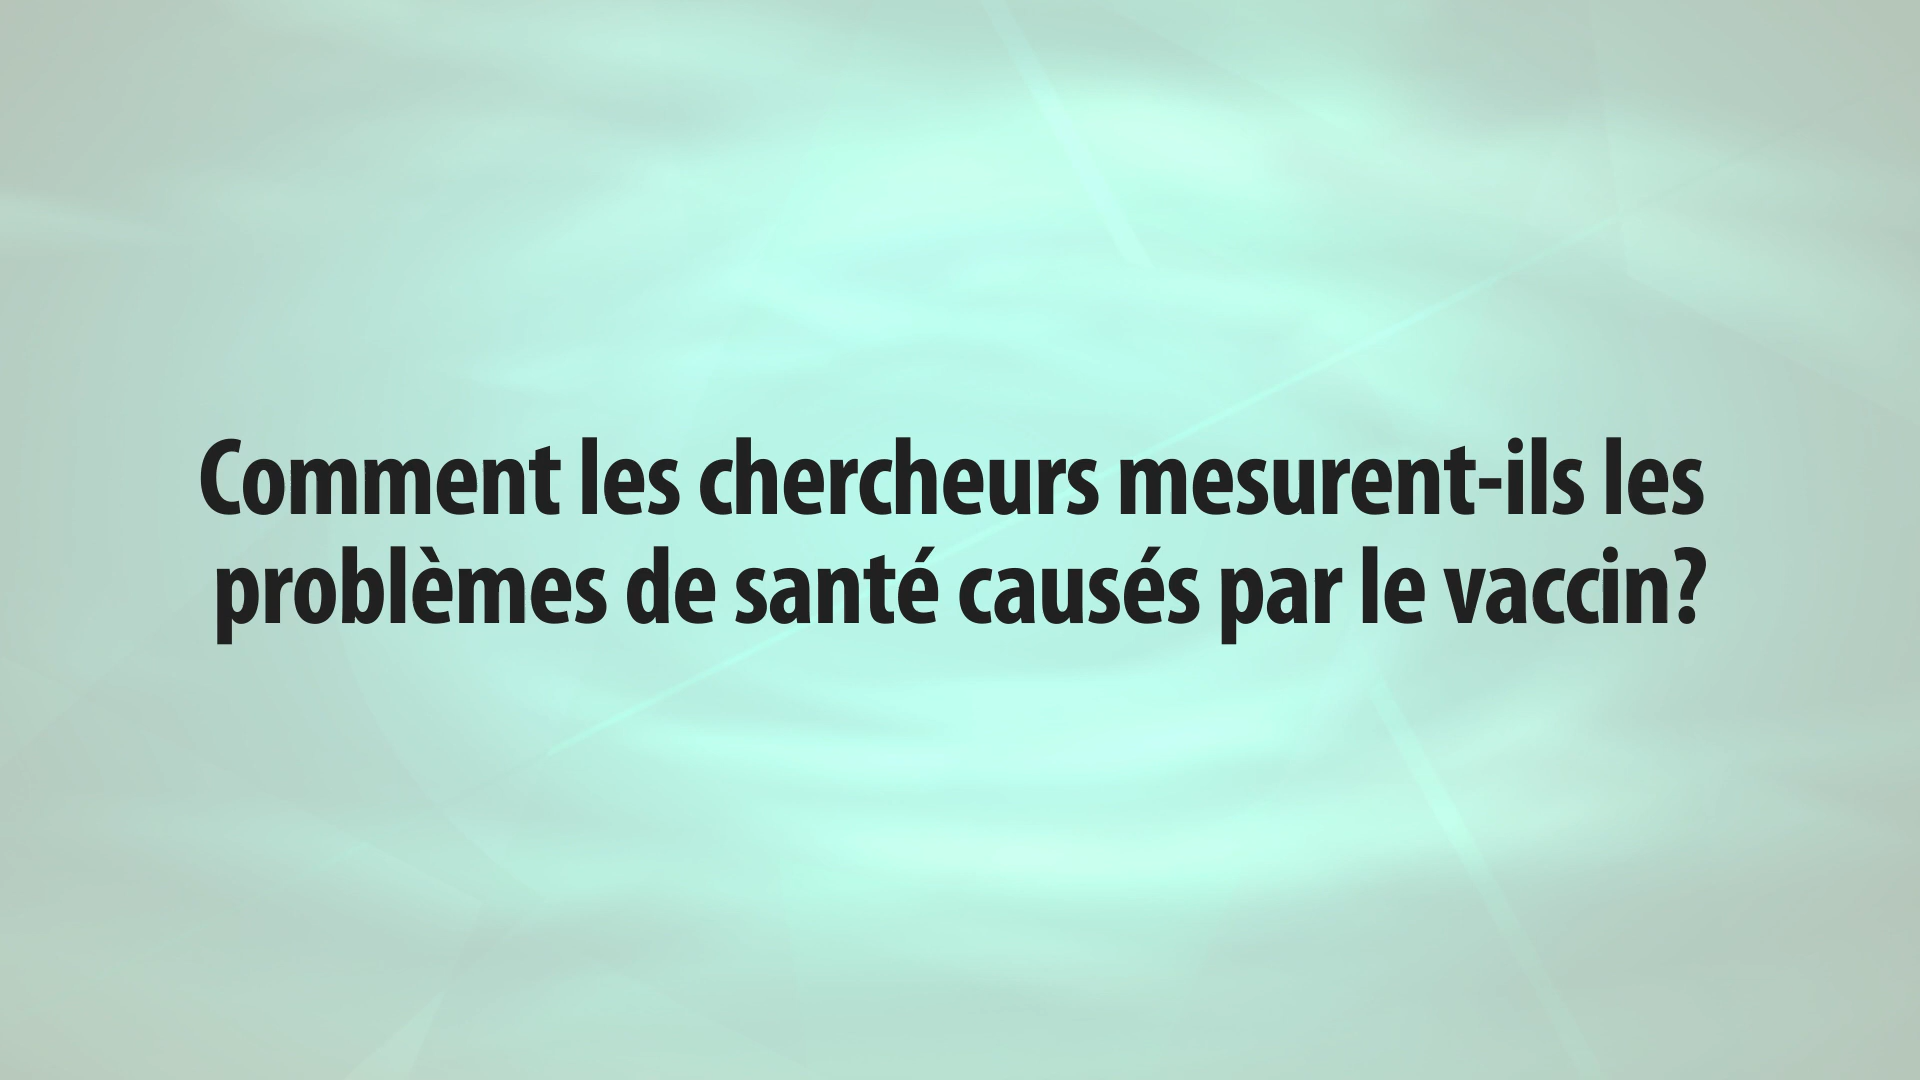 Comment les chercheurs mesurent-ils les
problèmes de santé causés par le vaccin?